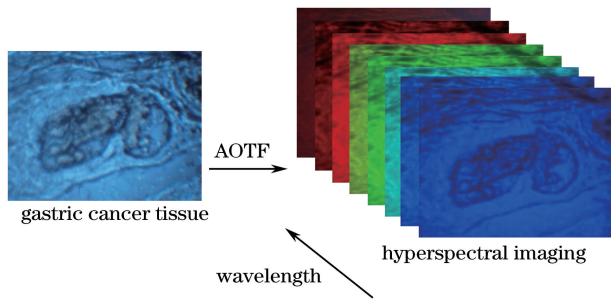 AOTF
gastric cancer tissue
hyperspectral imaging
wavelength